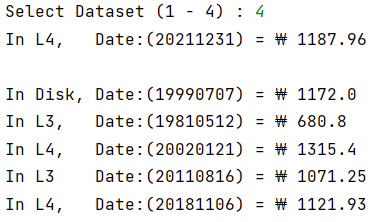 Select Dataset (1 - 4) : 4
In L4,   Date:(20211231) = ₩ 1187.96
In Disk, Date:(19990707) = ₩ 1172.0
In L3,   Date:(19810512) = ₩ 680.8
In L4,   Date:(20020121) = ₩ 1315.4
In L3    Date:(20110816) = ₩ 1071.25
In L4,   Date:(20181106) = ₩ 1121.93